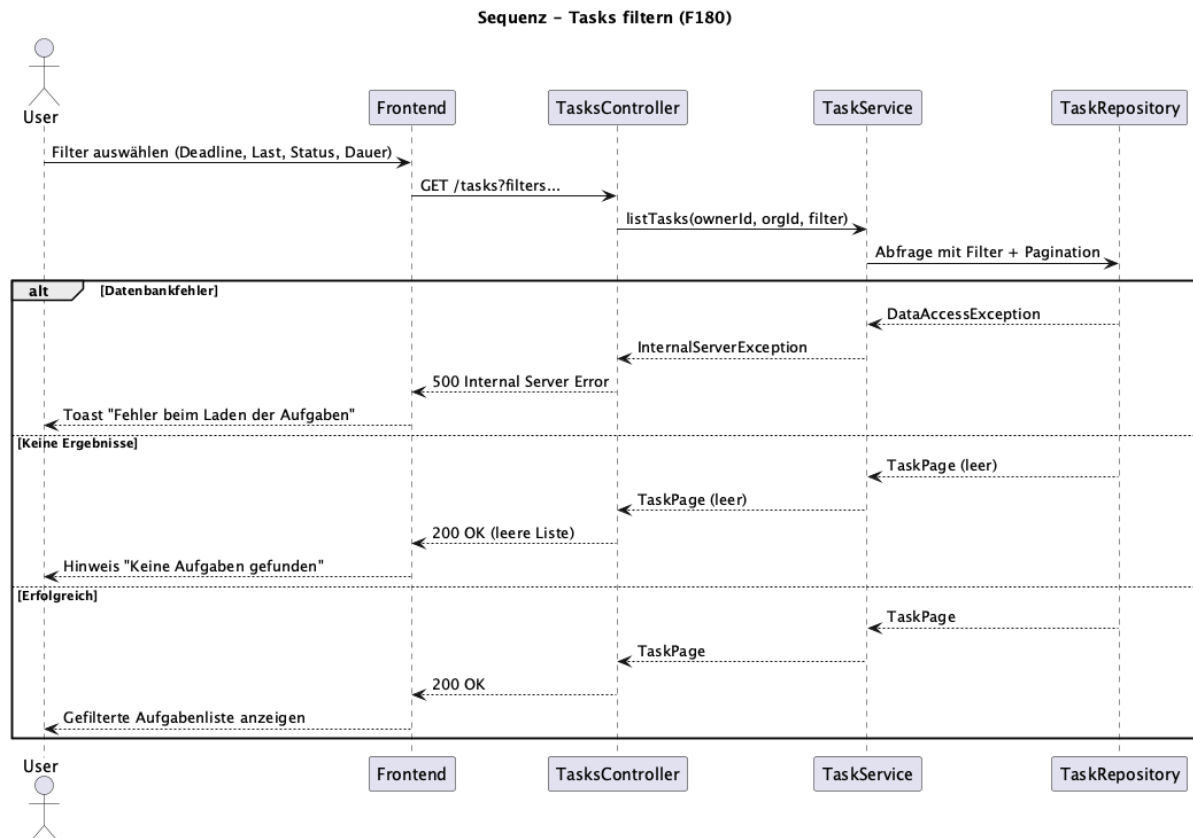 Sequenz – Tasks filtern (F180)
User
Frontend
TasksController
TaskService
TaskRepository
Filter auswählen (Deadline, Last, Status, Dauer)
GET /tasks?filters...
listTasks(ownerId, orgId, filter)
Abfrage mit Filter + Pagination
alt [Datenbankfehler]
DataAccessException
InternalServerException
500 Internal Server Error
Toast "Fehler beim Laden der Aufgaben"
[Keine Ergebnisse]
TaskPage (leer)
TaskPage (leer)
200 OK (leere Liste)
Hinweis "Keine Aufgaben gefunden"
[Erfolgreich]
TaskPage
TaskPage
200 OK
Gefilterte Aufgabenliste anzeigen
User
Frontend
TasksController
TaskService
TaskRepository